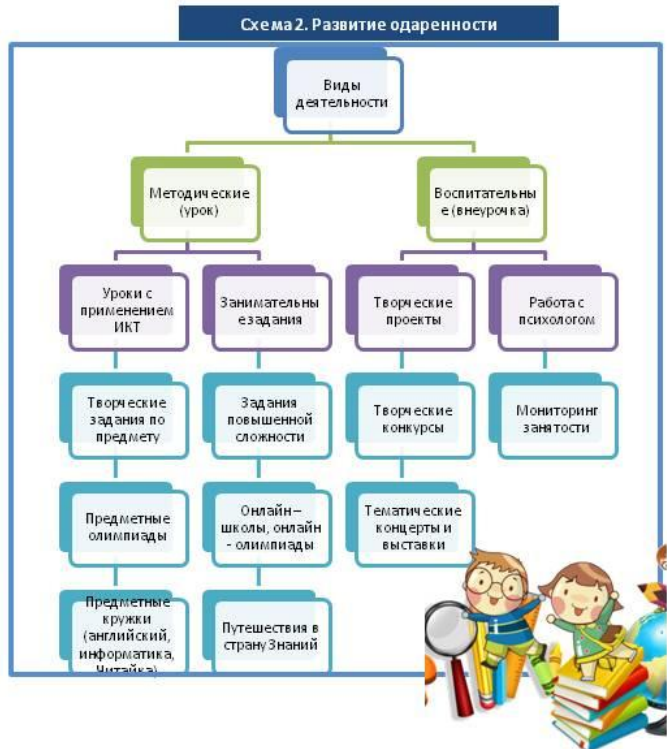 Схема 2. Развитие одаренности
Виды
деятельности
Методические
(урок)
Воспитательны
е (внеурочка)
Уроки с
применением
ИКТ
Занимательны
е задания
Творческие
проекты
Работа с
психологом
Творческие
задания по
предмету
Задания
повышенной
сложности
Творческие
конкурсы
Мониторинг
занятости
Предметные
олимпиады
Онлайн –
школы, онлайн
- олимпиады
Тематические
концерты и
выставки
Предметные
кружки
(английский,
информатика,
Читайка)
Путешествия в
страну Знаний